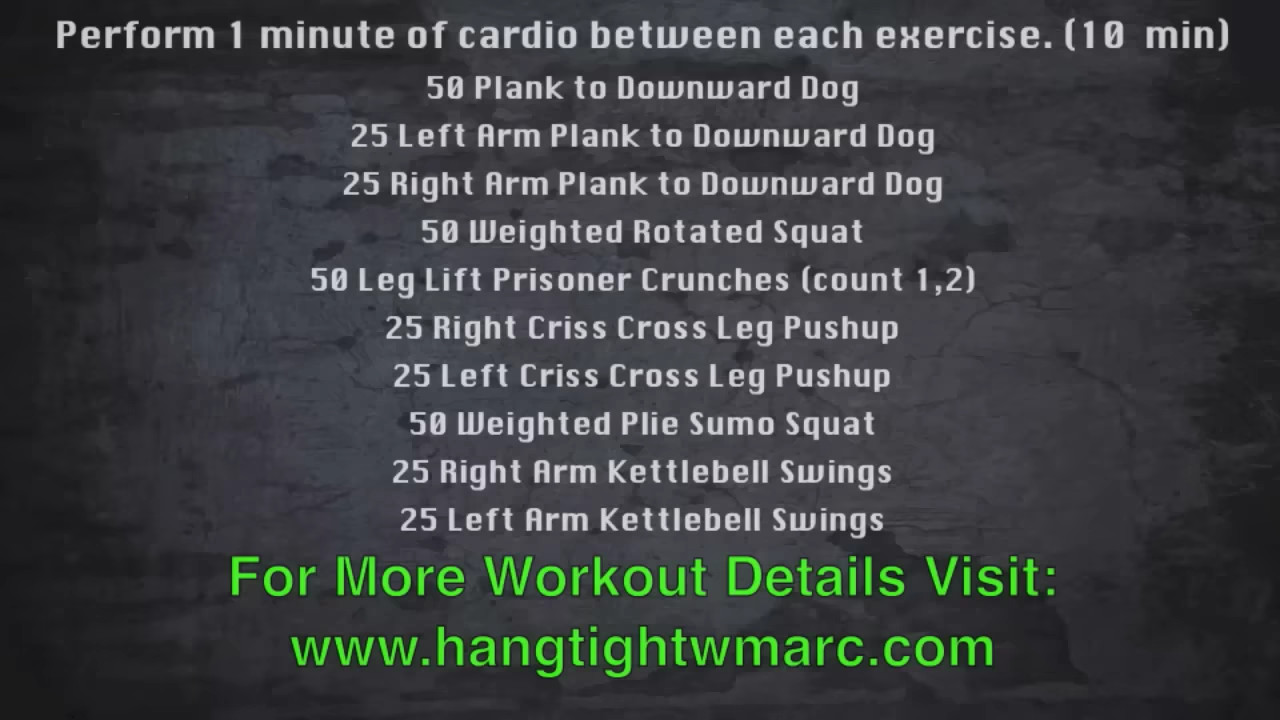 Perform 1 minute of cardio between each exercise. (10 min)
50 Plank to Downward Dog
25 Left Arm Plank to Downward Dog
25 Right Arm Plank to Downward Dog
50 Weighted Rotated Squat
50 Leg Lift Prisoner Crunches (count 1,2)
25 Right Criss Cross Leg Pushup
25 Left Criss Cross Leg Pushup
50 Weighted Plie Sumo Squat
25 Right Arm Kettlebell Swings
25 Left Arm Kettlebell Swings
For More Workout Details Visit:
www.hangtightwmarc.com